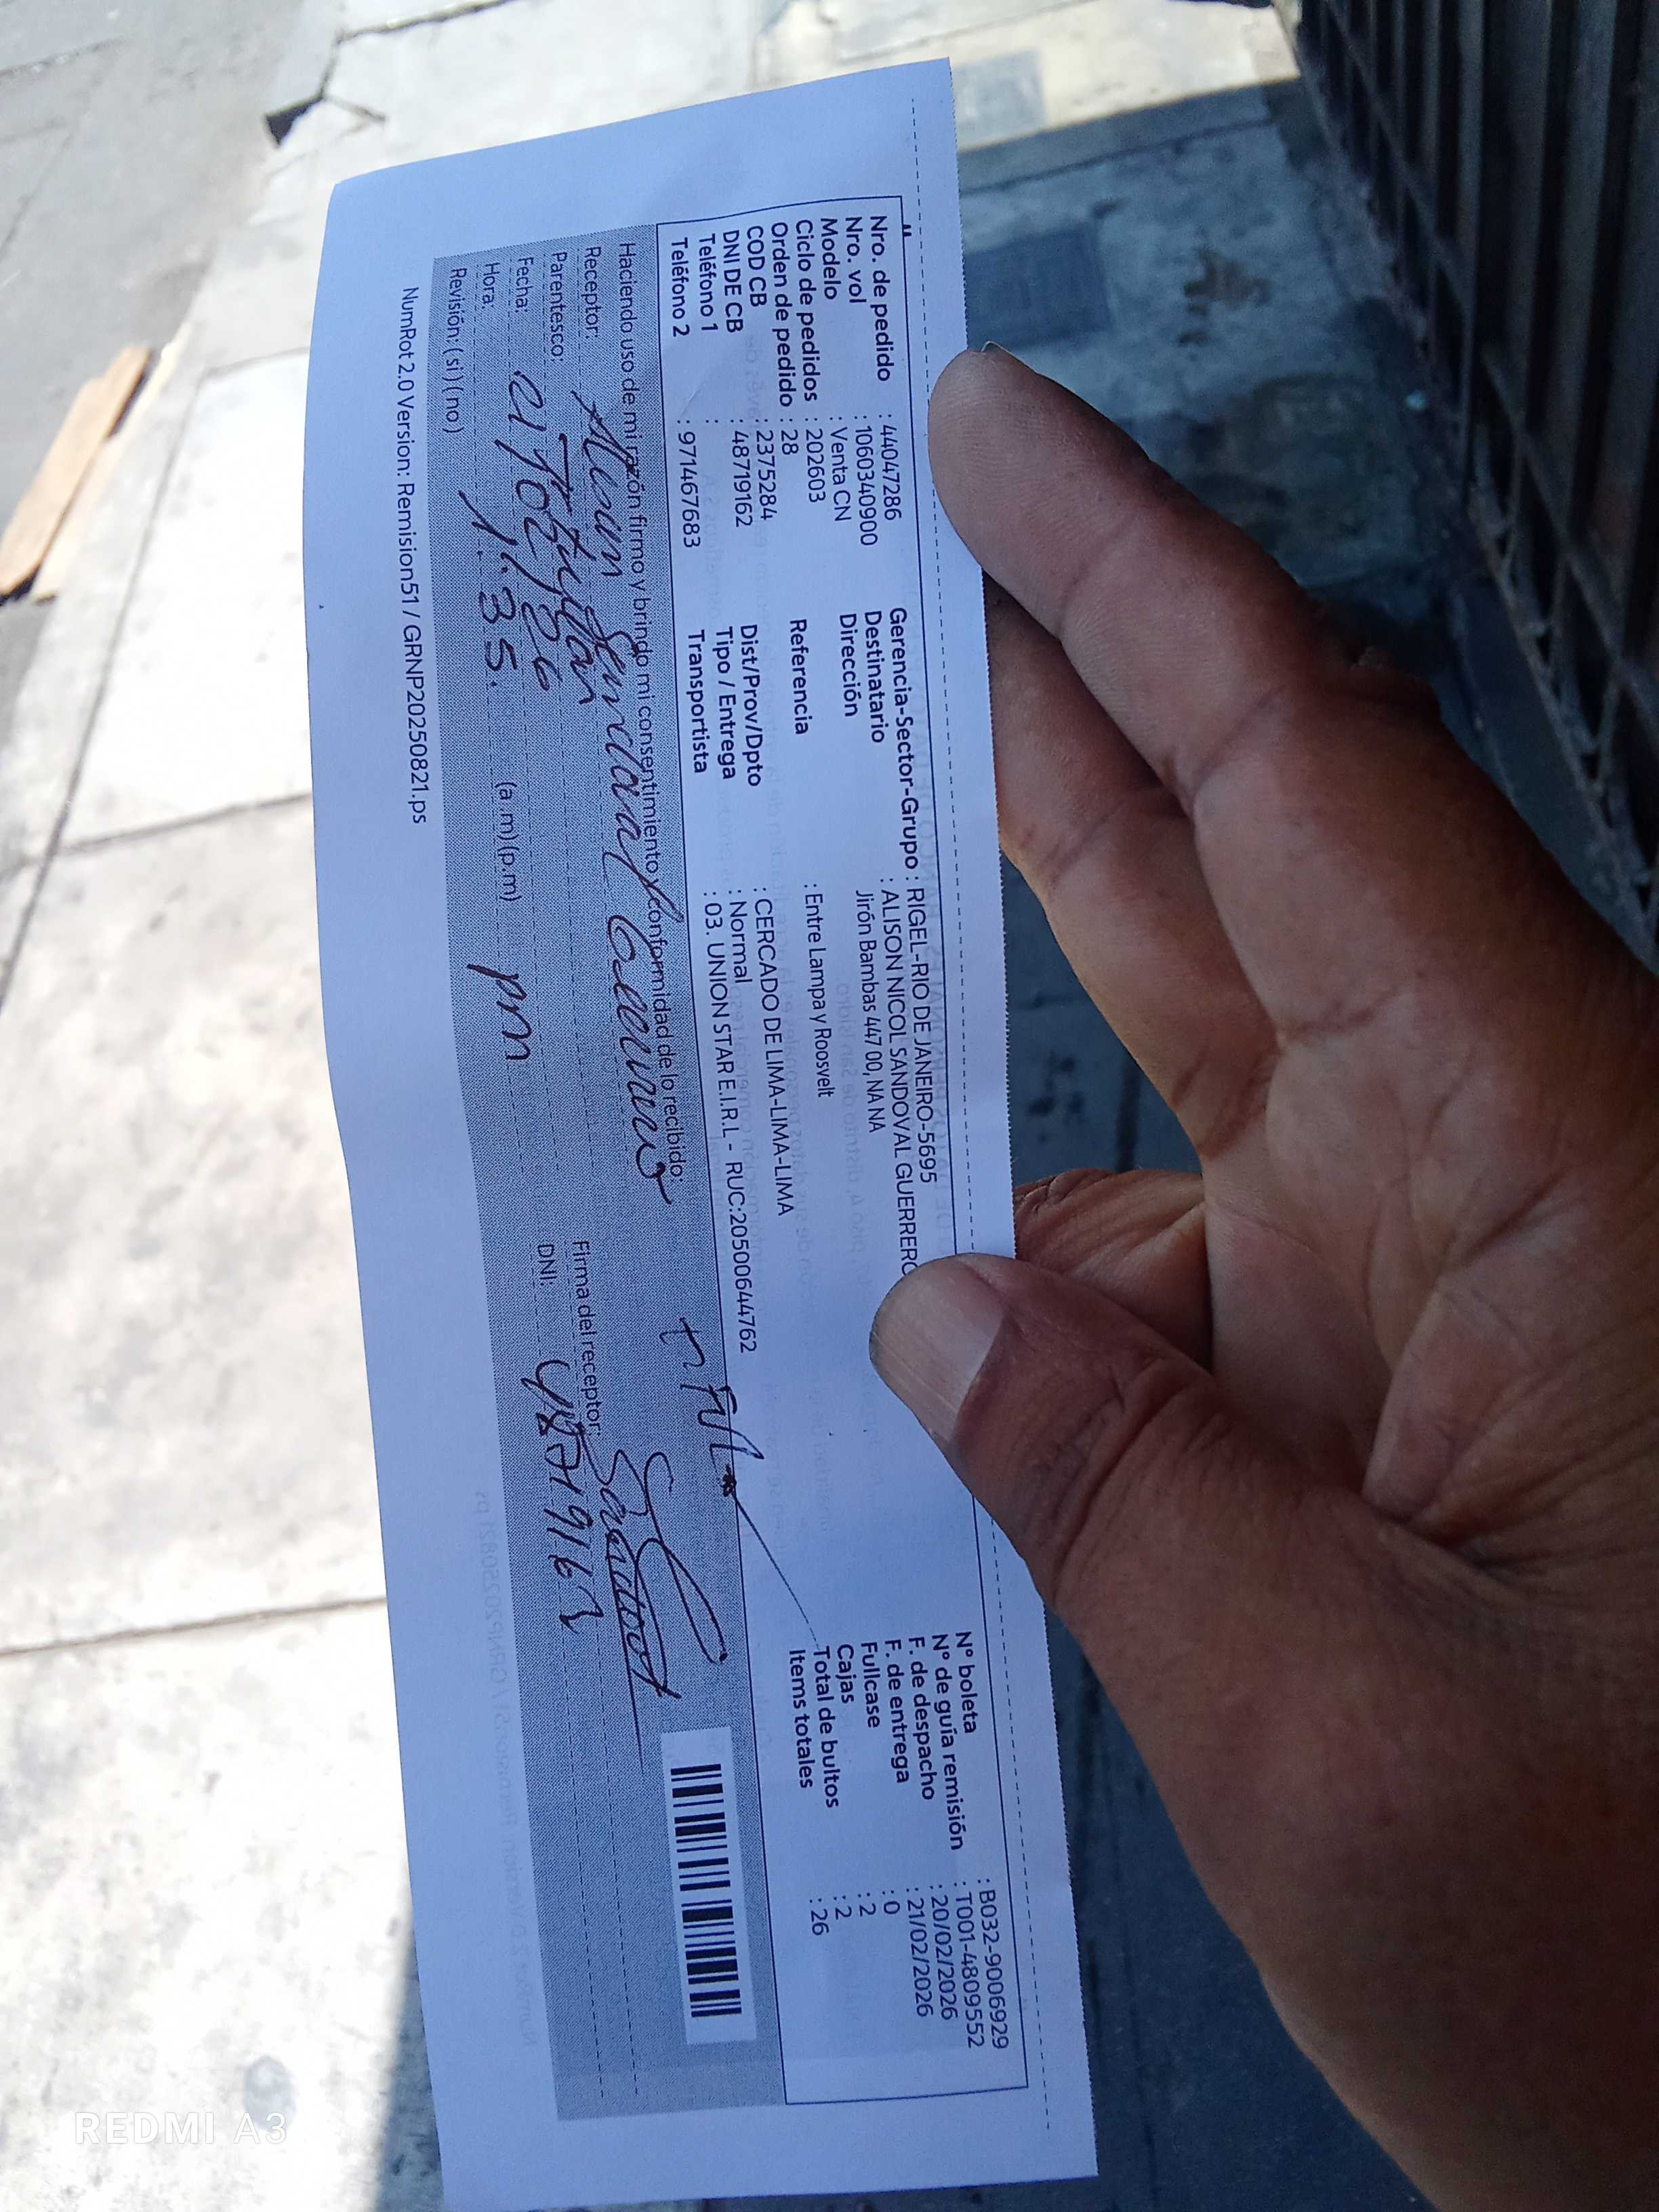 Nro. de pedido : 44047286
Nro. vol : 1060340900
Modelo : Venta CN
Ciclo de pedidos : 202603
Orden de pedido : 28
COD CB : 2375284
DNI DE CB : 48719162
Teléfono 1 :
Teléfono 2 : 971467683
Gerencia-Sector-Grupo : RIGEL-RIO DE JANEIRO-5695
Destinatario : ALISON NICOL SANDOVAL GUERRERO
Dirección Jirón Bambas 447 00, NA NA
Referencia : Entre Lampa y Roosvelt
Dist/Prov/Dpto : CERCADO DE LIMA-LIMA-LIMA
Tipo / Entrega : Normal
Transportista : 03. UNION STAR E.I.R.L - RUC:20500644762
N° boleta : B032-9006929
N° de guía remisión : T001-4809552
F. de despacho : 20/02/2026
F. de entrega : 21/02/2026
Fullcase : 0
Cajas : 2
Total de bultos : 2
Items totales : 26
Haciendo uso de mi razón firmo y bringo mi consentimiento y conformidad de lo recibido:
Receptor: Sandoval
Parentesco: Titular
Fecha:
Hora: 1:35. (a.m) (p.m) pm
Revisión: ( si ) ( no )
Firma del receptor:
DNI: 48719162
NumRot 2.0 Version: Remision51 / GRNP20250821.ps
REDMI A3